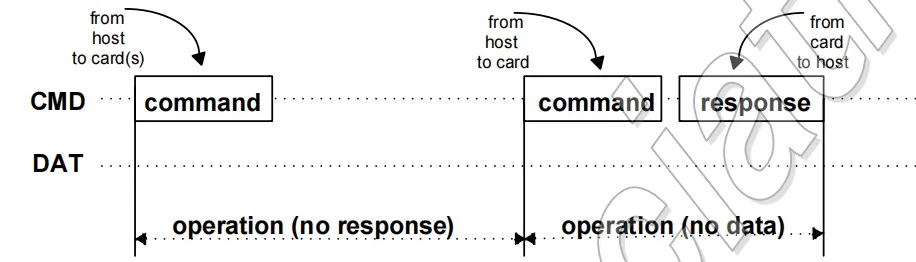 from
host
to card(s)
from
host
to card
from
card
to host
CMD
command
command
response
DAT
operation (no response)
operation (no data)